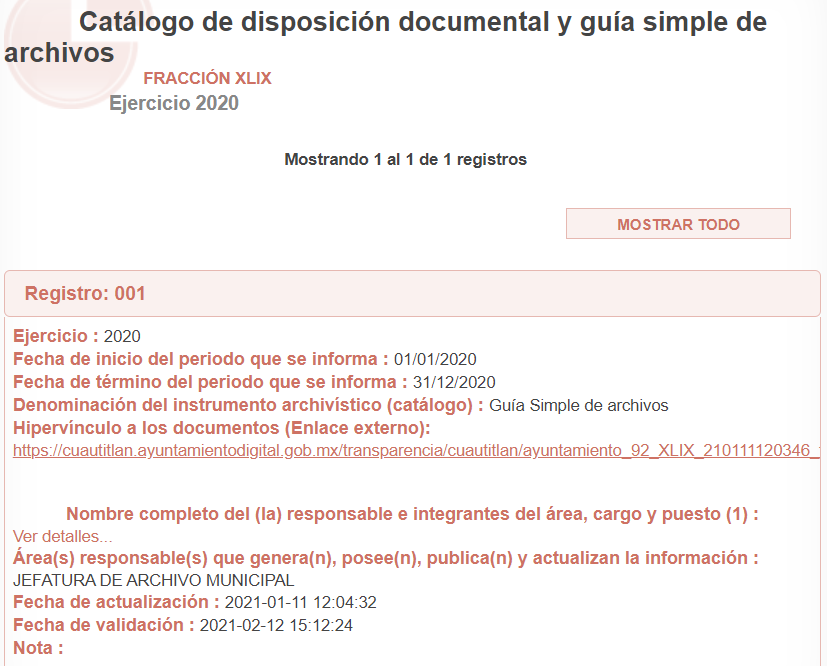 Catálogo de disposición documental y guía simple de
archivos
FRACCIÓN XLIX
Ejercicio 2020
Mostrando 1 al 1 de 1 registros
MOSTRAR TODO
Registro: 001
Ejercicio : 2020
Fecha de inicio del periodo que se informa : 01/01/2020
Fecha de término del periodo que se informa : 31/12/2020
Denominación del instrumento archivístico (catálogo) : Guía Simple de archivos
Hipervínculo a los documentos (Enlace externo):
https://cuautitlan.ayuntamientodigital.gob.mx/transparencia/cuautitlan/ayuntamiento_92_XLIX_210111120346_
Nombre completo del (la) responsable e integrantes del área, cargo y puesto (1) :
Ver detalles...
Área(s) responsable(s) que genera(n), posee(n), publica(n) y actualizan la información :
JEFATURA DE ARCHIVO MUNICIPAL
Fecha de actualización : 2021-01-11 12:04:32
Fecha de validación : 2021-02-12 15:12:24
Nota :